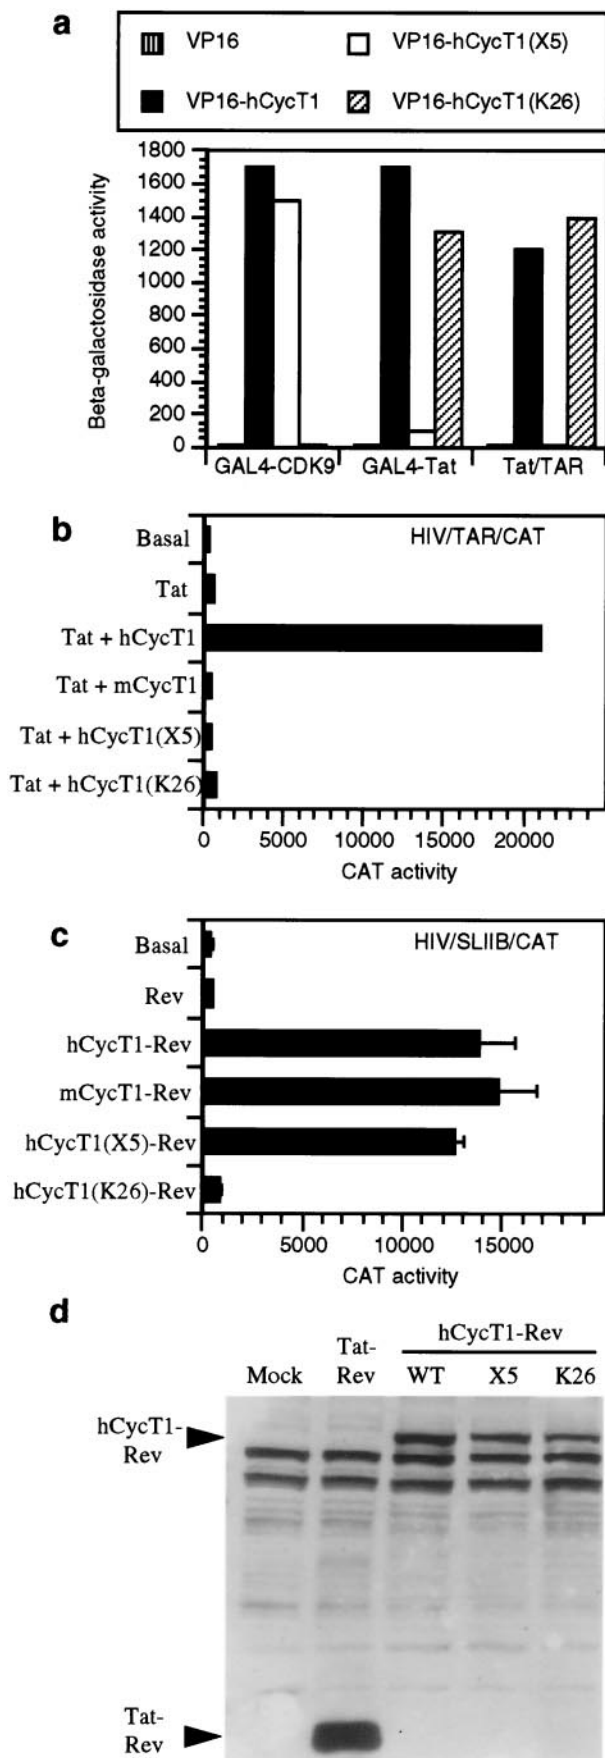 a
VP16
VP16-hCycT1(X5)
VP16-hCycT1
VP16-hCycT1(K26)
Beta-galactosidase activity
1800
1600
1400
1200
1000
800
600
400
200
0
GAL4-CDK9
GAL4-Tat
Tat/TAR
b
HIV/TAR/CAT
Basal
Tat
Tat + hCycT1
Tat + mCycT1
Tat + hCycT1(X5)
Tat + hCycT1(K26)
0 5000 10000 15000 20000
CAT activity
c
HIV/SLIIB/CAT
Basal
Rev
hCycT1-Rev
mCycT1-Rev
hCycT1(X5)-Rev
hCycT1(K26)-Rev
0 5000 10000 15000
CAT activity
d
hCycT1-Rev
Mock
Tat-
Rev
WT X5 K26
hCycT1-
Rev
Tat-
Rev